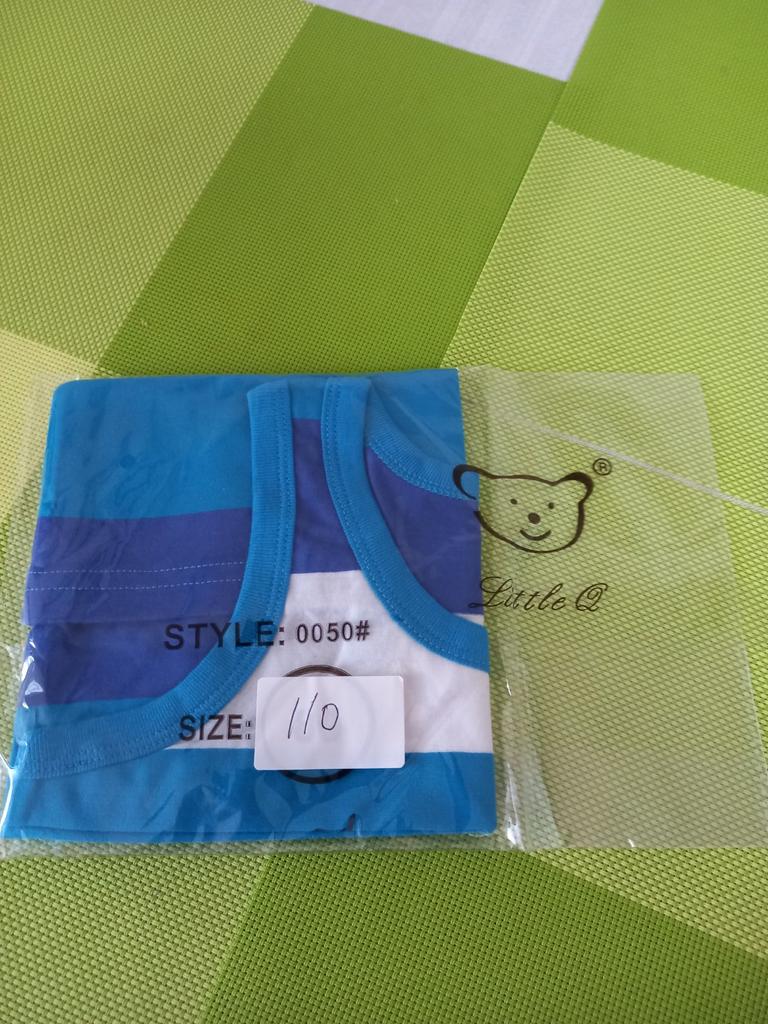 ®
Little Q
STYLE: 0050#
SIZE: 110